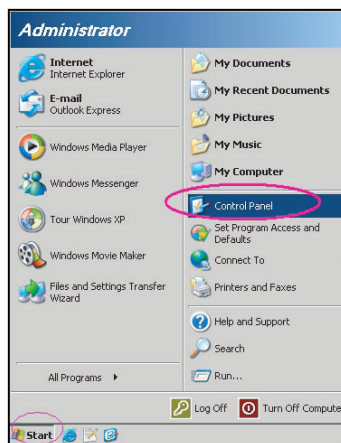 Administrator
Internet
Internet Explorer
E-mail
Outlook Express
Windows Media Player
Windows Messenger
Tour Windows XP
Windows Movie Maker
Files and Settings Transfer
Wizard
All Programs
My Documents
My Recent Documents
My Pictures
My Music
My Computer
Control Panel
Set Program Access and
Defaults
Connect To
Printers and Faxes
Help and Support
Search
Run...
Log Off
Turn Off Compute
Start